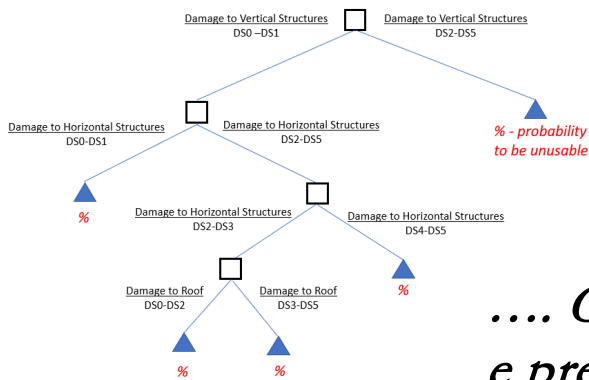 Damage to Vertical Structures
DS0 –DS1
Damage to Vertical Structures
DS2-DS5
Damage to Horizontal Structures
DS0-DS1
Damage to Horizontal Structures
DS2-DS5
% - probability
to be unusable
%
Damage to Horizontal Structures
DS2-DS3
Damage to Horizontal Structures
DS4-DS5
Damage to Roof
DS0-DS2
Damage to Roof
DS3-DS5
%
%
%
....
e pre